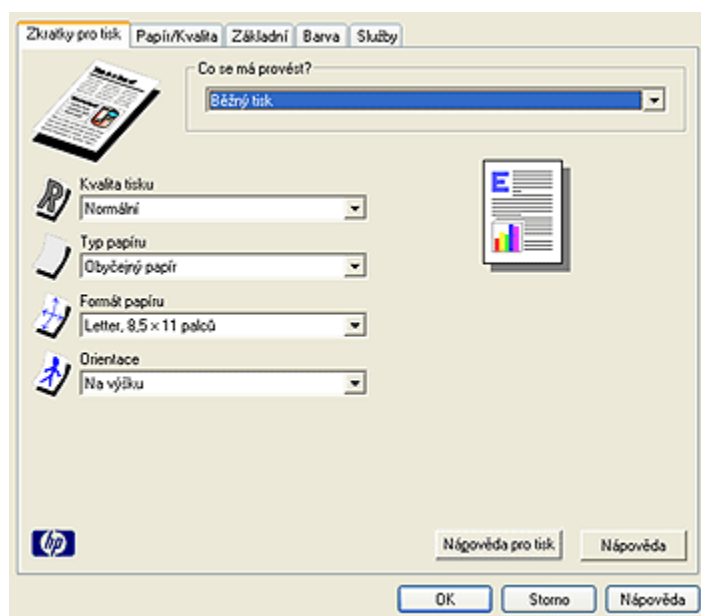 Zkratky pro tisk Papír/Kvalita Základní Barva Služby
Co se má provést?
Běžný tisk
Kvalita tisku
Normální
Typ papíru
Obyčejný papír
Formát papíru
Letter, 8,5 × 11 palců
Orientace
Na výšku
hp
Nápověda pro tisk Nápověda
OK Storno Nápověda